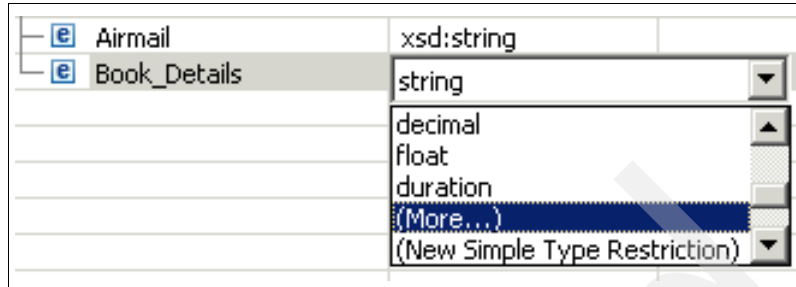 Airmail xsd:string
Book_Details string
decimal
float
duration
(More...)
(New Simple Type Restriction)